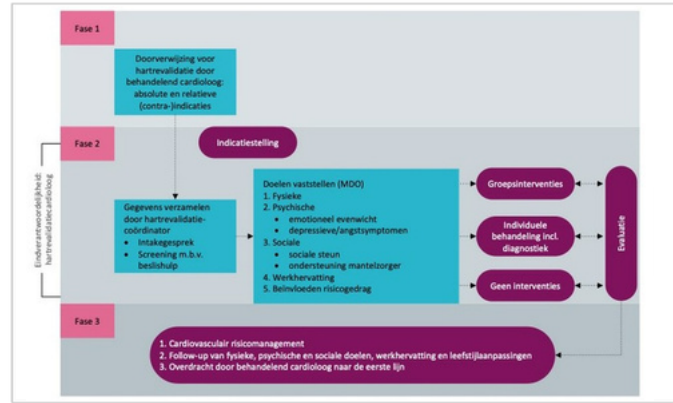 Fase 1
Doorverwijzing voor
hartrevalidatie door
behandelend cardioloog:
absolute en relatieve
(contra-)indicaties
Eindverantwoordelijkheid:
hartrevalidatiecardioloog
Fase 2
Indicatiestelling
Gegevens verzamelen
door hartrevalidatie-
coördinator
• Intakegesprek
• Screening m.b.v.
beslishulp
Doelen vaststellen (MDO)
1. Fysieke
2. Psychische
• emotioneel evenwicht
• depressieve/angstsymptomen
3. Sociale
• sociale steun
• ondersteuning mantelzorger
4. Werkhervatting
5. Beïnvloeden risicogedrag
Groepsinterventies
Individuele
behandeling incl.
diagnostiek
Geen interventies
Evaluatie
Fase 3
1. Cardiovasculair risicomanagement
2. Follow-up van fysieke, psychische en sociale doelen, werkhervatting en leefstijlaanpassingen
3. Overdracht door behandelend cardioloog naar de eerste lijn